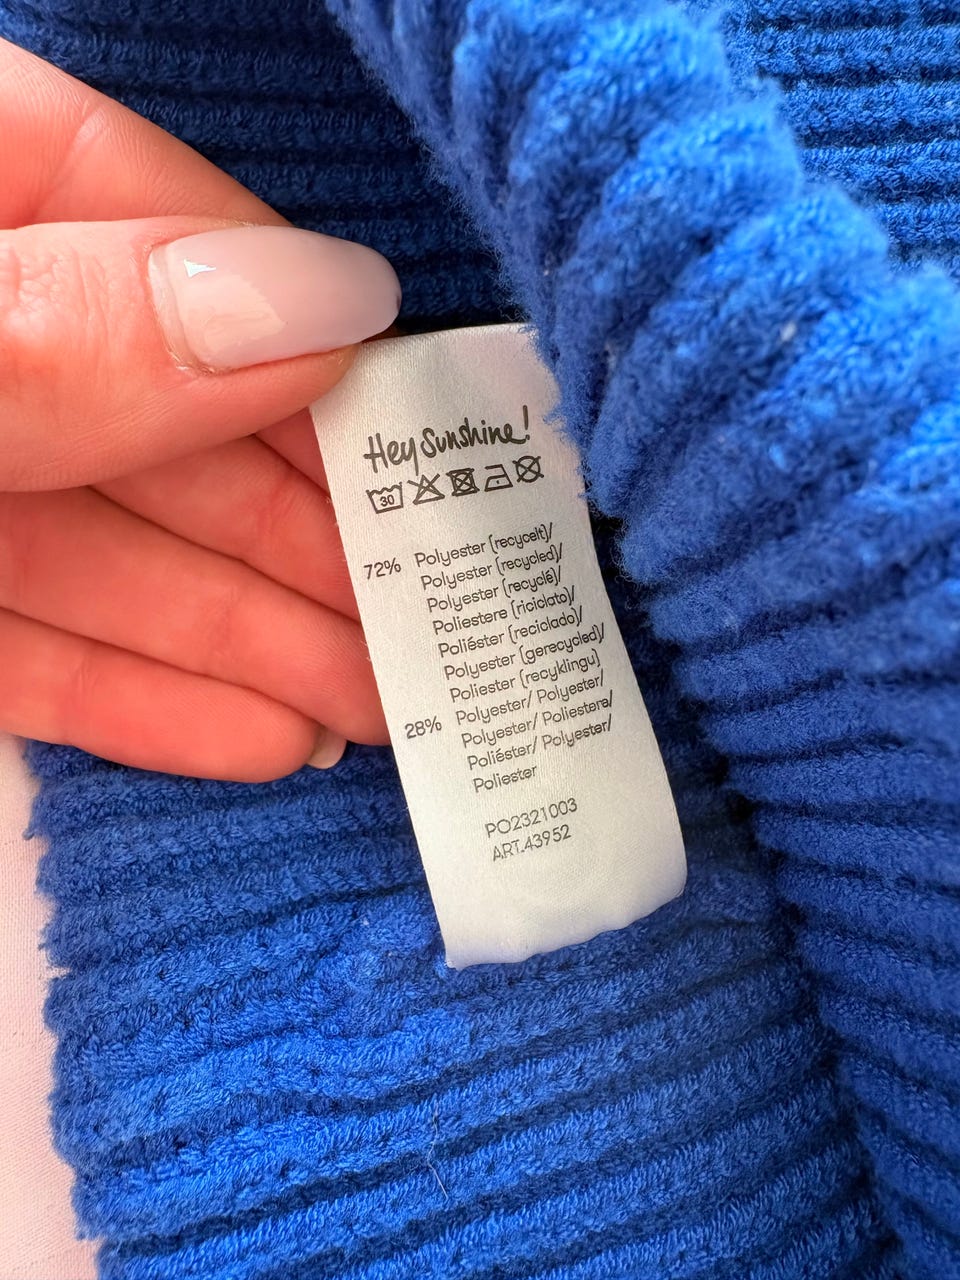 Hey Sunshine!
30
72% Polyester (recycelt)/
Polyester (recycled)/
Polyester (recyclé)/
Poliestere (riciclato)/
Poliéster (reciclado)/
Polyester (gerecycled)/
Poliester (recyklingu)
28% Polyester/ Polyester/
Polyester/ Poliestere/
Poliéster/ Polyester/
Poliester
PO2321003
ART.43952